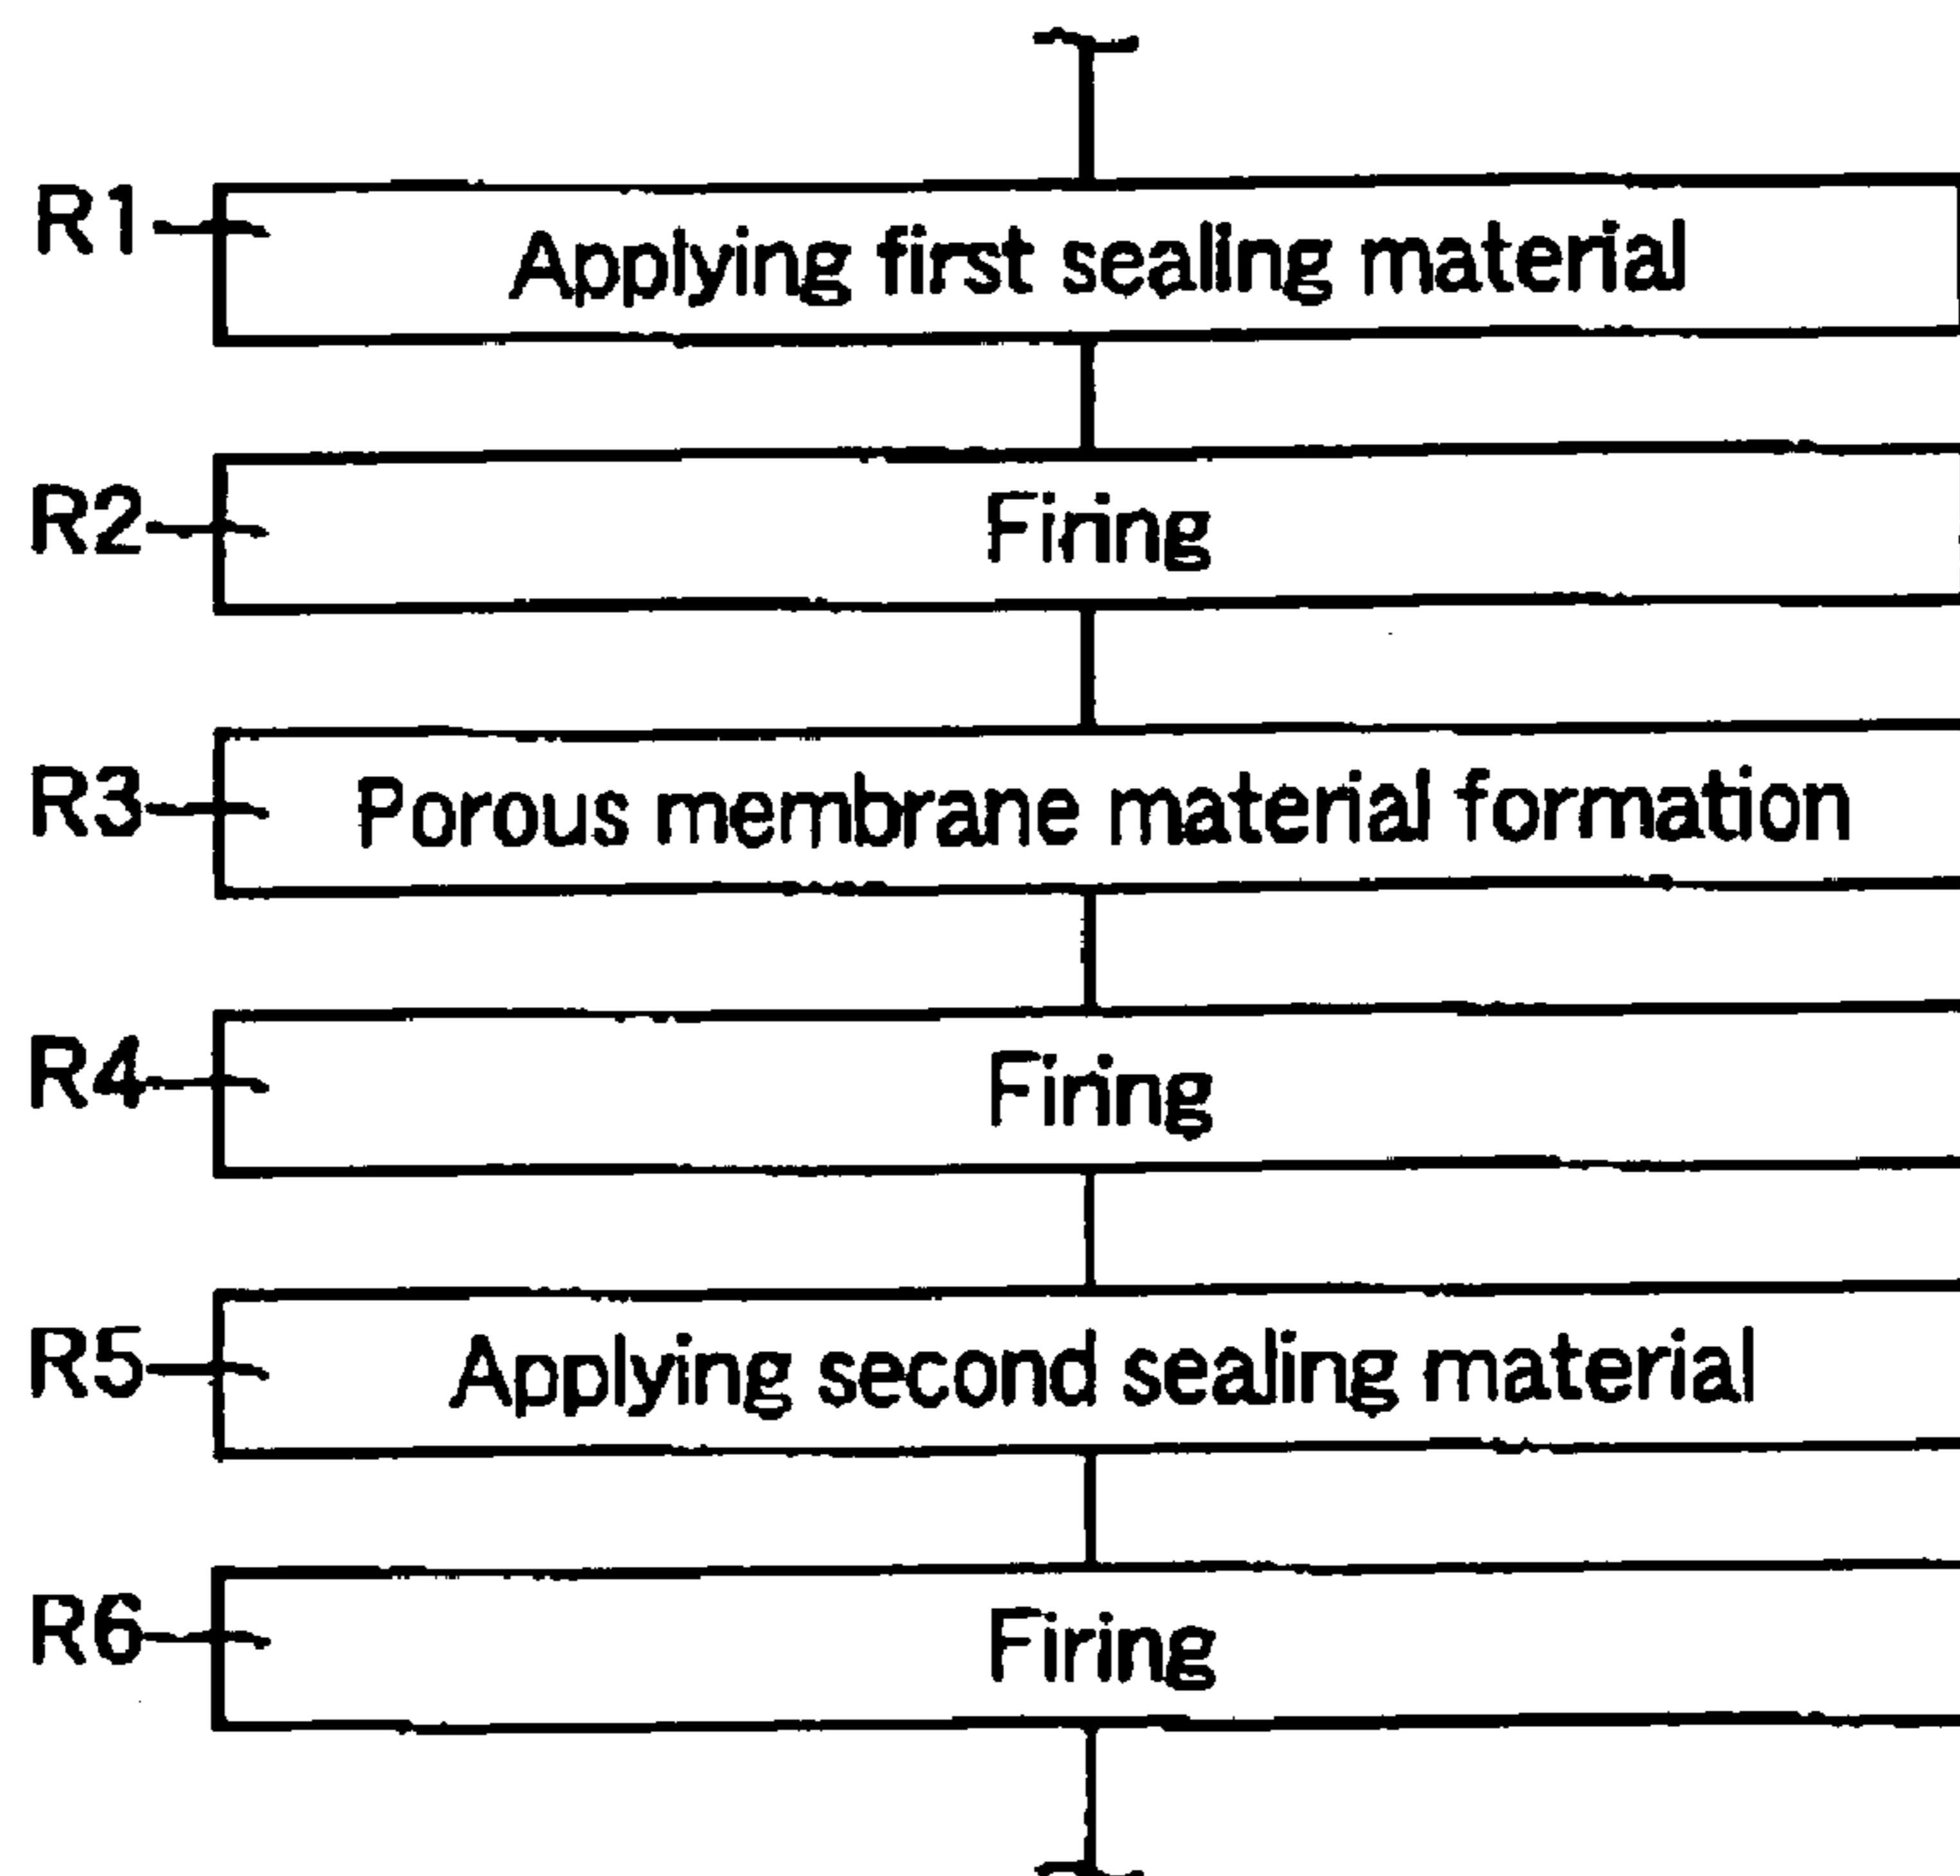 R1 Applying first sealing material
R2 Firing
R3 Porous membrane material formation
R4 Firing
R5 Applying second sealing material
R6 Firing